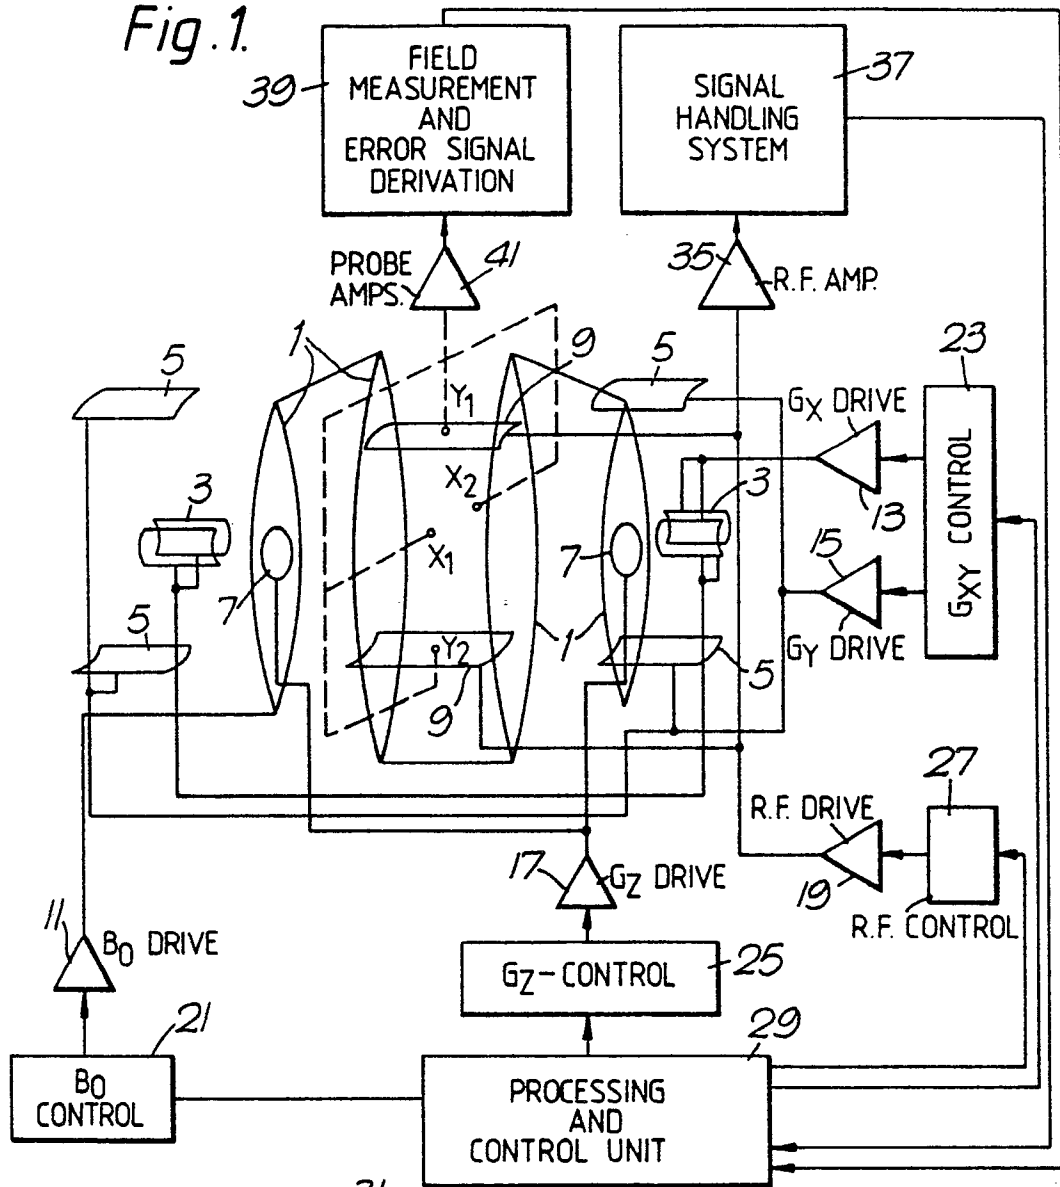 Fig.1.
39
FIELD
MEASUREMENT
AND
ERROR SIGNAL
DERIVATION
37
SIGNAL
HANDLING
SYSTEM
PROBE
AMPS.
41
35
R.F. AMP.
1
9
5
5
23
Y1
GX DRIVE
X2
3
3
13
GXY CONTROL
X1
7
7
15
5
Y2
1
GY DRIVE
5
9
27
R.F. DRIVE
17
GZ DRIVE
19
R.F. CONTROL
11
B0 DRIVE
GZ-CONTROL
25
21
29
B0
CONTROL
PROCESSING
AND
CONTROL UNIT